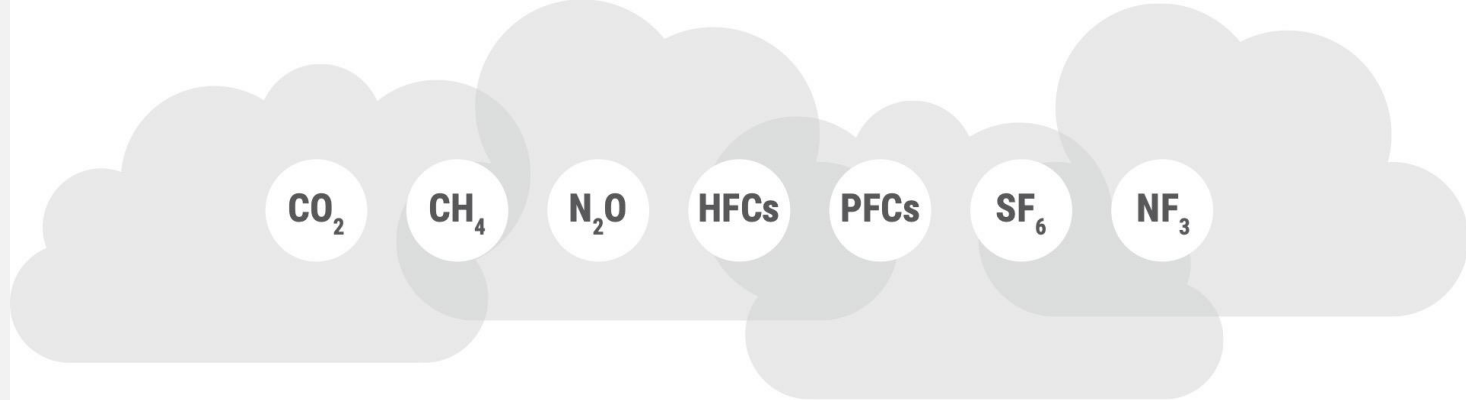 CO₂ CH₄ N₂O HFCs PFCs SF₆ NF₃